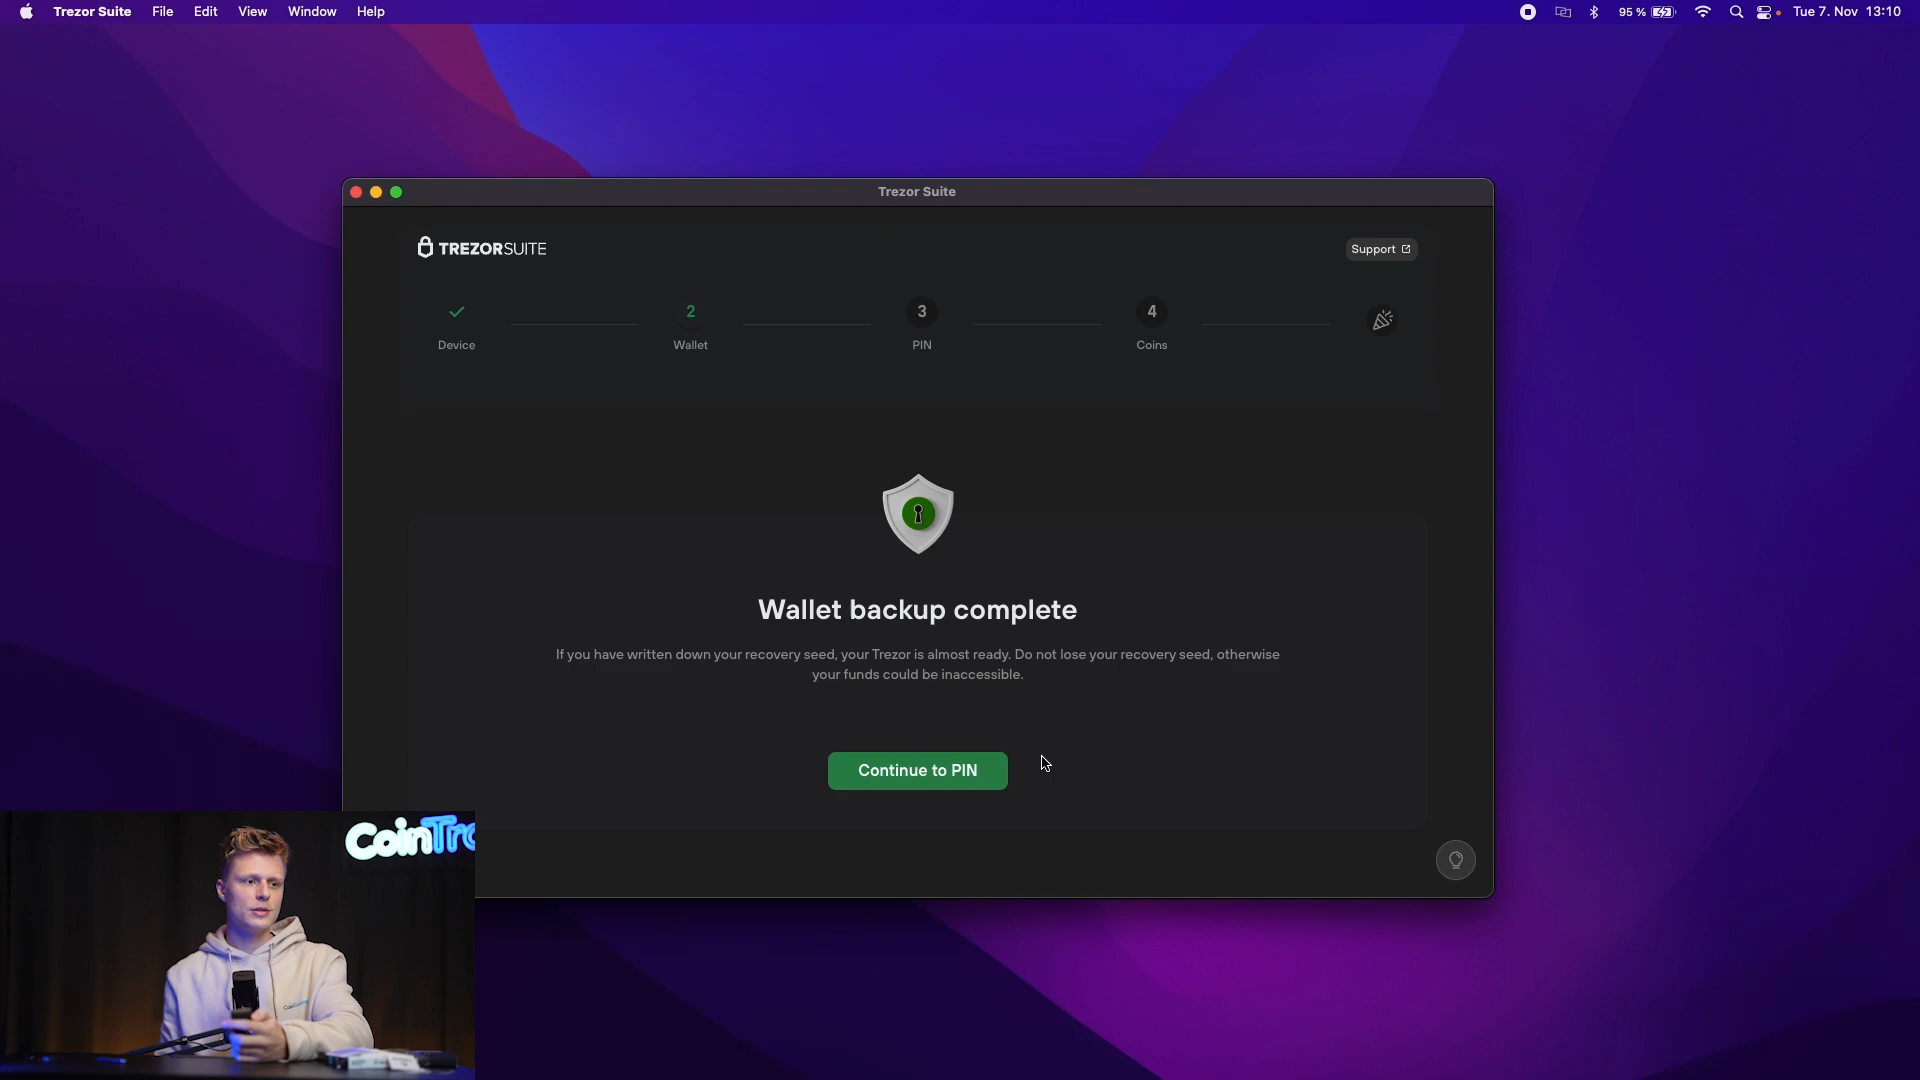 Trezor Suite File Edit View Window Help
95 % Tue 7. Nov 13:10
Trezor Suite
TREZORSUITE
Support
2 3 4
Device Wallet PIN Coins
Wallet backup complete
If you have written down your recovery seed, your Trezor is almost ready. Do not lose your recovery seed, otherwise
your funds could be inaccessible.
Continue to PIN
CoinTra